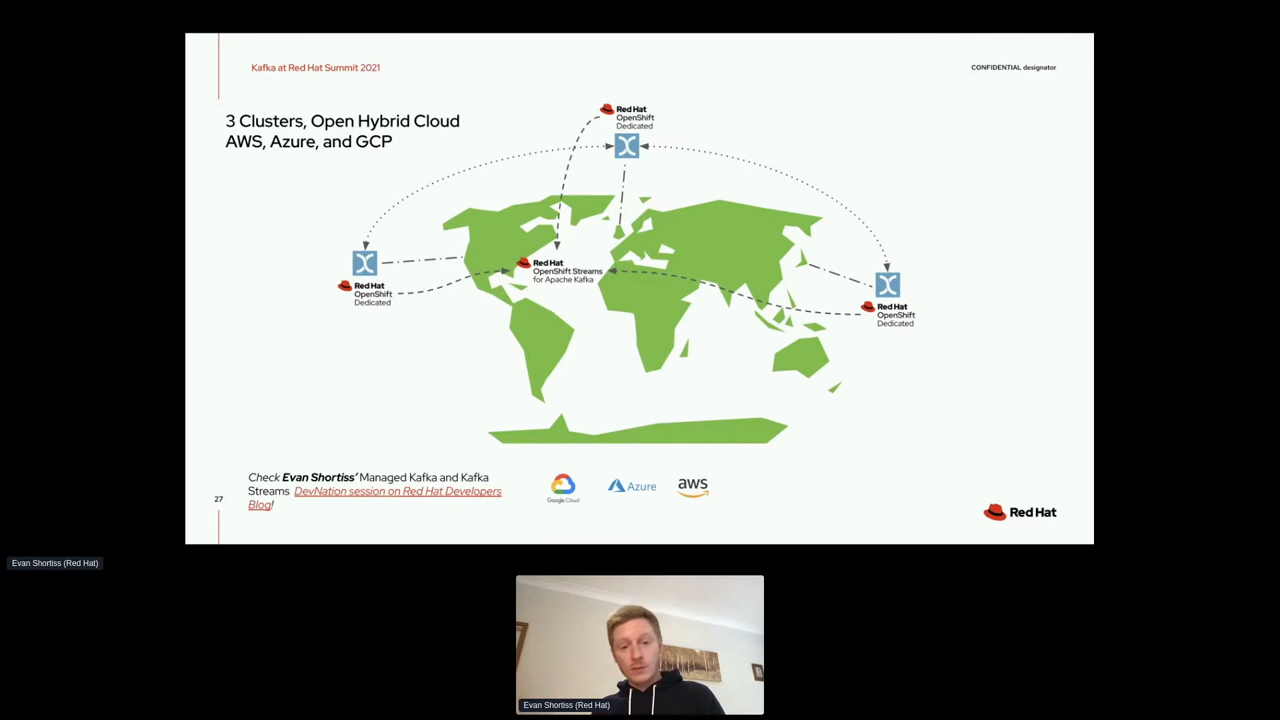 Kafka at Red Hat Summit 2021
CONFIDENTIAL designator
3 Clusters, Open Hybrid Cloud
AWS, Azure, and GCP
Red Hat
OpenShift
Dedicated
Red Hat
OpenShift Streams
for Apache Kafka
Red Hat
OpenShift
Dedicated
Red Hat
OpenShift
Dedicated
Check Evan Shortiss’ Managed Kafka and Kafka
Streams DevNation session on Red Hat Developers
Blog!
Google Cloud
Azure
aws
27
Red Hat
Evan Shortiss (Red Hat)
Evan Shortiss (Red Hat)